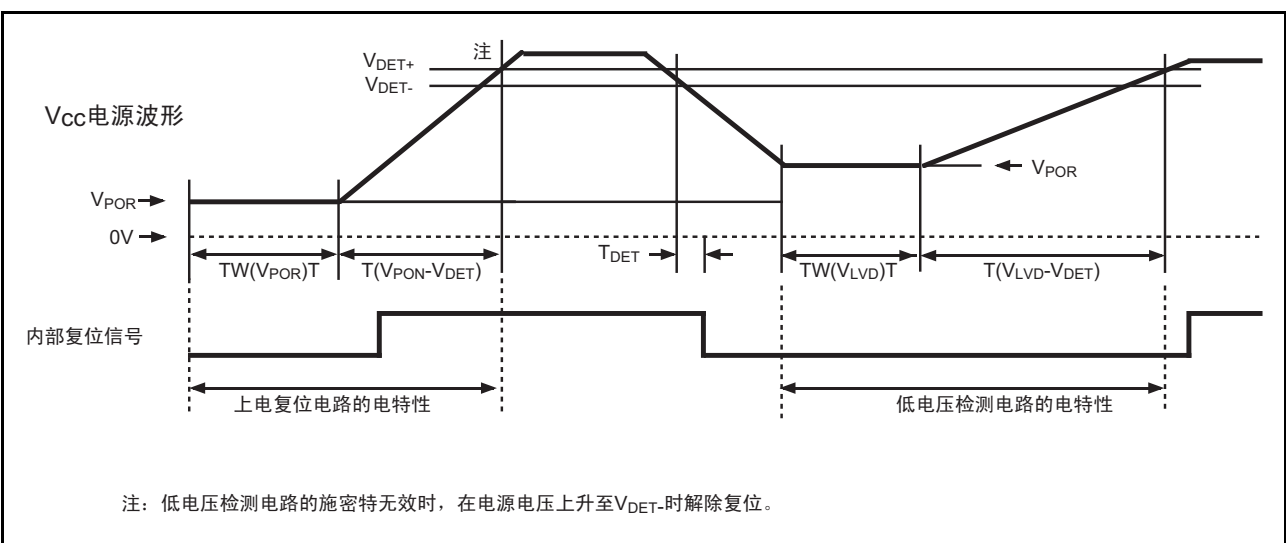 注
VDET+
VDET-
Vcc电源波形
VPOR
VPOR
0V
TDET
TW(VPOR)T
T(VPON-VDET)
TW(VLVD)T
T(VLVD-VDET)
内部复位信号
上电复位电路的电特性
低电压检测电路的电特性
注：低电压检测电路的施密特无效时，在电源电压上升至VDET-时解除复位。